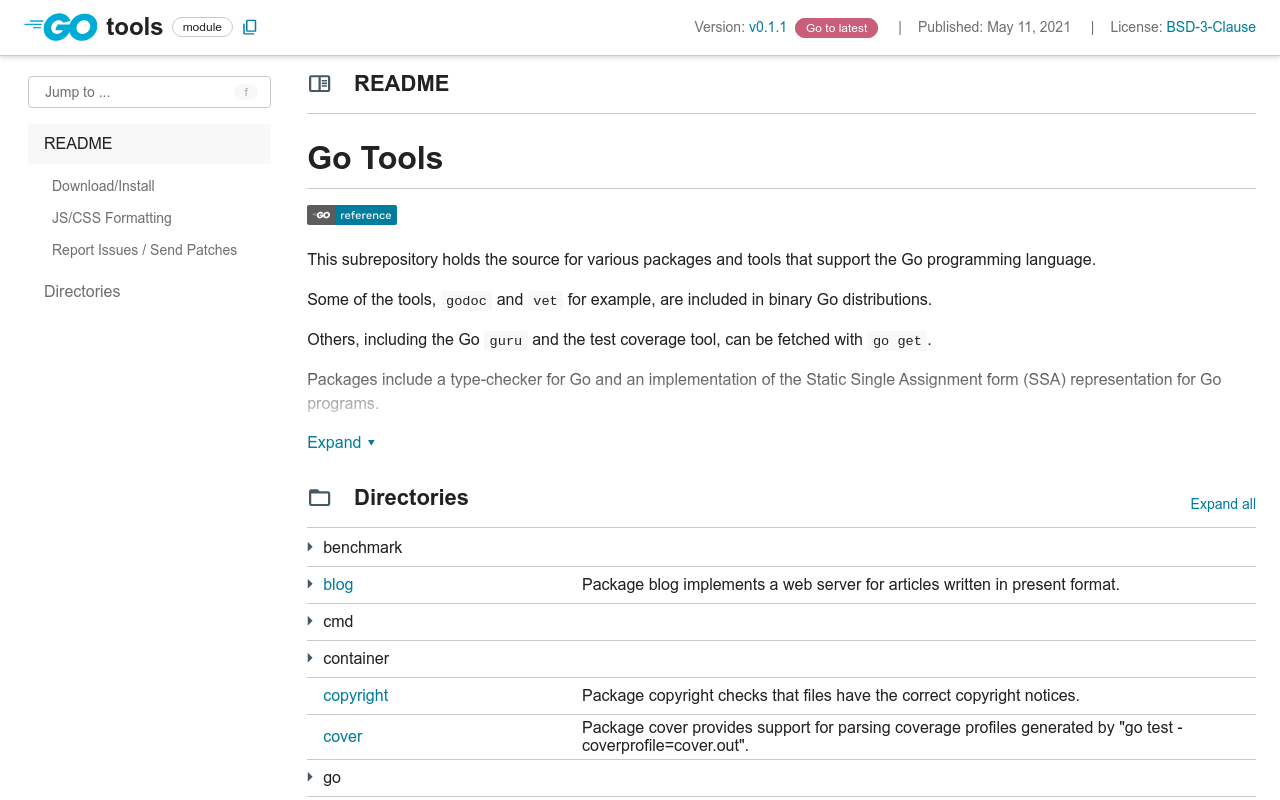 GO tools module Version: v0.1.1 Go to latest | Published: May 11, 2021 | License: BSD-3-Clause
Jump to ... f
README
Download/Install
JS/CSS Formatting
Report Issues / Send Patches
Directories
README
Go Tools
GO reference
This subrepository holds the source for various packages and tools that support the Go programming language.
Some of the tools, godoc and vet for example, are included in binary Go distributions.
Others, including the Go guru and the test coverage tool, can be fetched with go get.
Packages include a type-checker for Go and an implementation of the Static Single Assignment form (SSA) representation for Go
programs.
Expand
Directories Expand all
benchmark
blog Package blog implements a web server for articles written in present format.
cmd
container
copyright Package copyright checks that files have the correct copyright notices.
cover Package cover provides support for parsing coverage profiles generated by "go test -
coverprofile=cover.out".
go